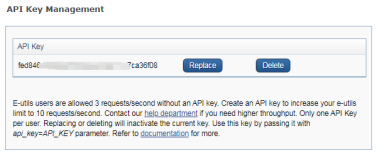 API Key Management
API Key
fed846 7ca36f08 Replace Delete
E-utils users are allowed 3 requests/second without an API key. Create an API key to increase your e-utils
limit to 10 requests/second. Contact our help department if you need higher throughput. Only one API Key
per user. Replacing or deleting will inactivate the current key. Use this key by passing it with
api_key=API_KEY parameter. Refer to documentation for more.